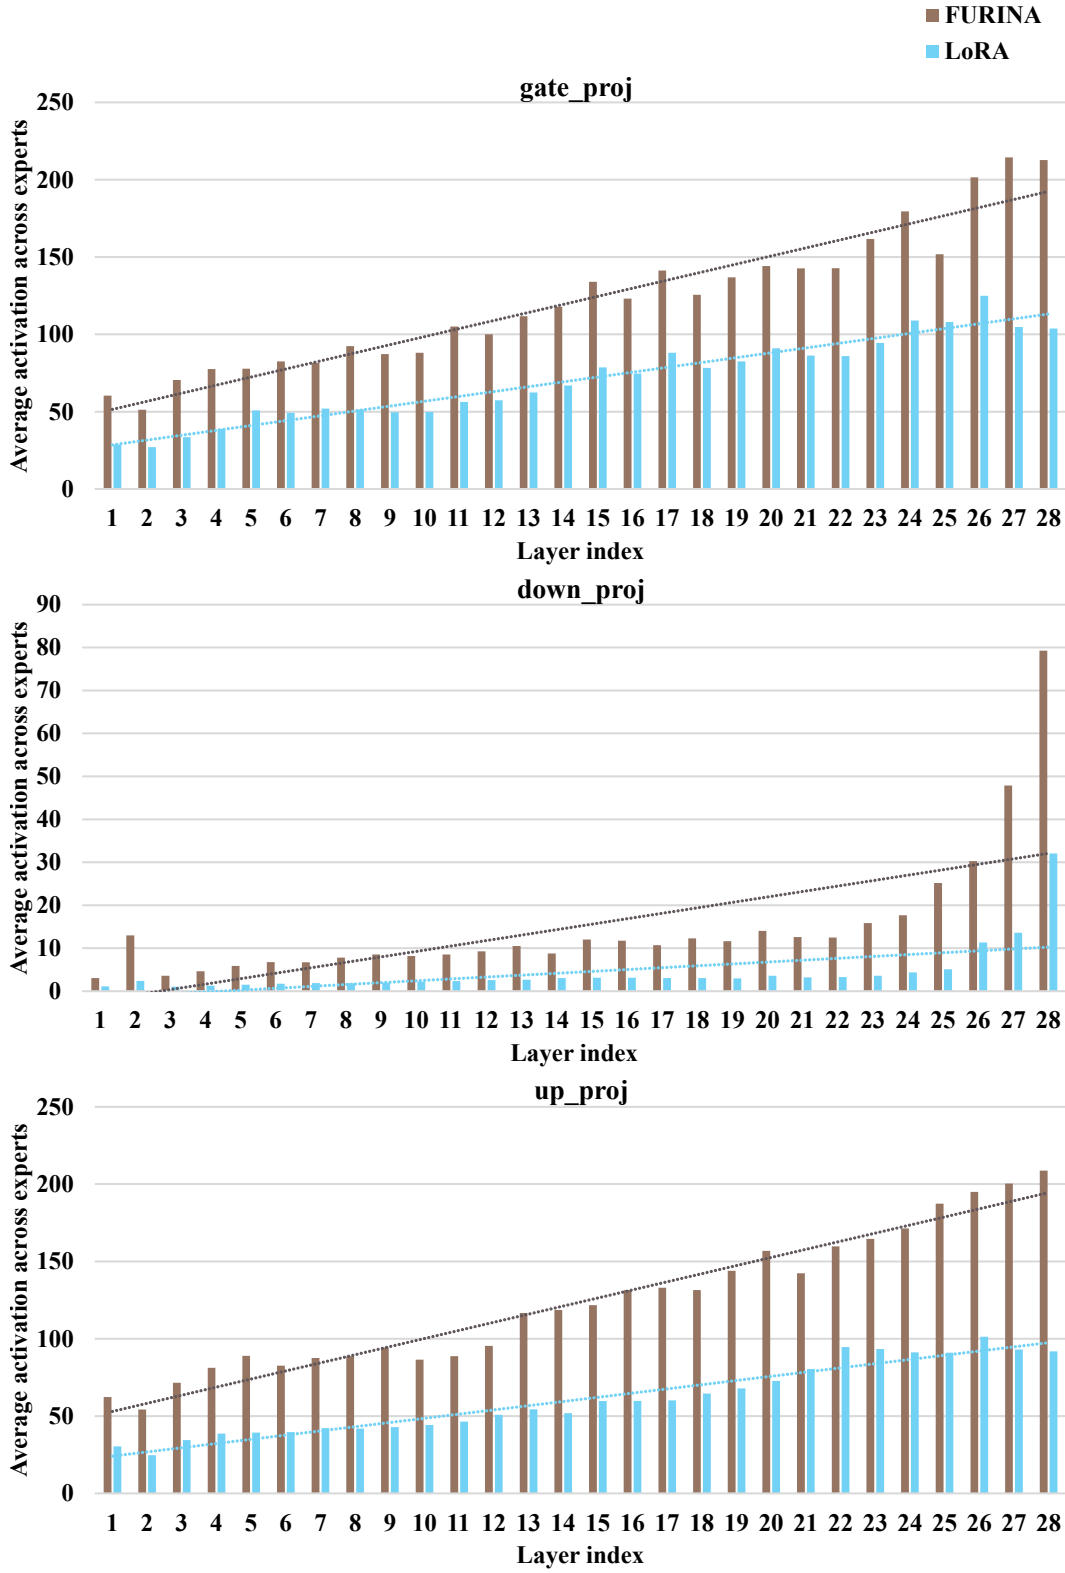 FURINA
LoRA
gate_proj
Average activation across experts
250
200
150
100
50
0
1 2 3 4 5 6 7 8 9 10 11 12 13 14 15 16 17 18 19 20 21 22 23 24 25 26 27 28
Layer index
down_proj
Average activation across experts
90
80
70
60
50
40
30
20
10
0
1 2 3 4 5 6 7 8 9 10 11 12 13 14 15 16 17 18 19 20 21 22 23 24 25 26 27 28
Layer index
up_proj
Average activation across experts
250
200
150
100
50
0
1 2 3 4 5 6 7 8 9 10 11 12 13 14 15 16 17 18 19 20 21 22 23 24 25 26 27 28
Layer index